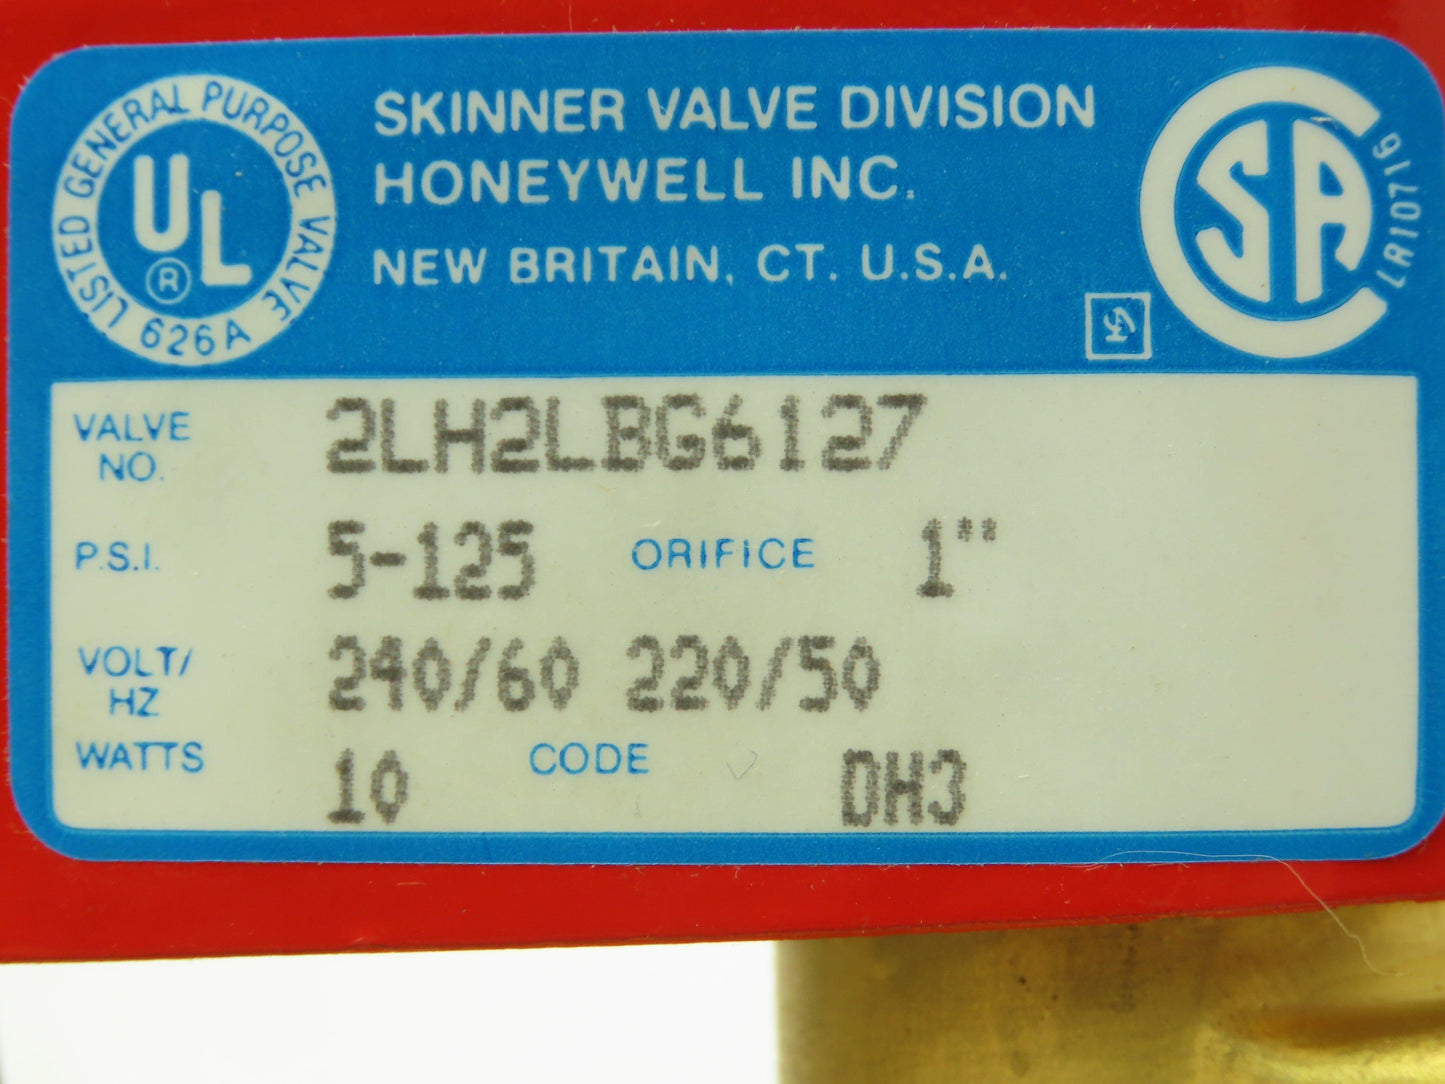 LISTED GENERAL PURPOSE VALVE 626A
UL
®
SKINNER VALVE DIVISION
HONEYWELL INC.
NEW BRITAIN, CT. U.S.A.
SA
LR10716
VALVE NO. 2LH2LBG6127
P.S.I. 5-125 ORIFICE 1"
VOLT/HZ 240/60 220/50
WATTS 10 CODE DH3